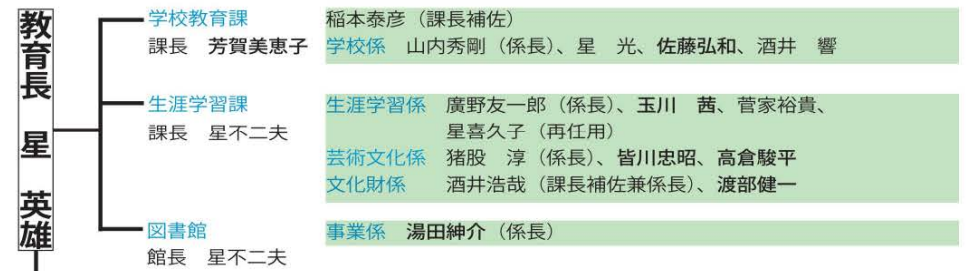 教育長　星　英雄
学校教育課　稲本泰彦（課長補佐）
課長　芳賀美恵子　学校係　山内秀剛（係長）、星　光、佐藤弘和、酒井　響
生涯学習課　生涯学習係　廣野友一郎（係長）、玉川　茜、菅家裕貴、
課長　星不二夫　星喜久子（再任用）
芸術文化係　猪股　淳（係長）、皆川忠昭、高倉駿平
文化財係　酒井浩哉（課長補佐兼係長）、渡部健一
図書館　事業係　湯田紳介（係長）
館長　星不二夫